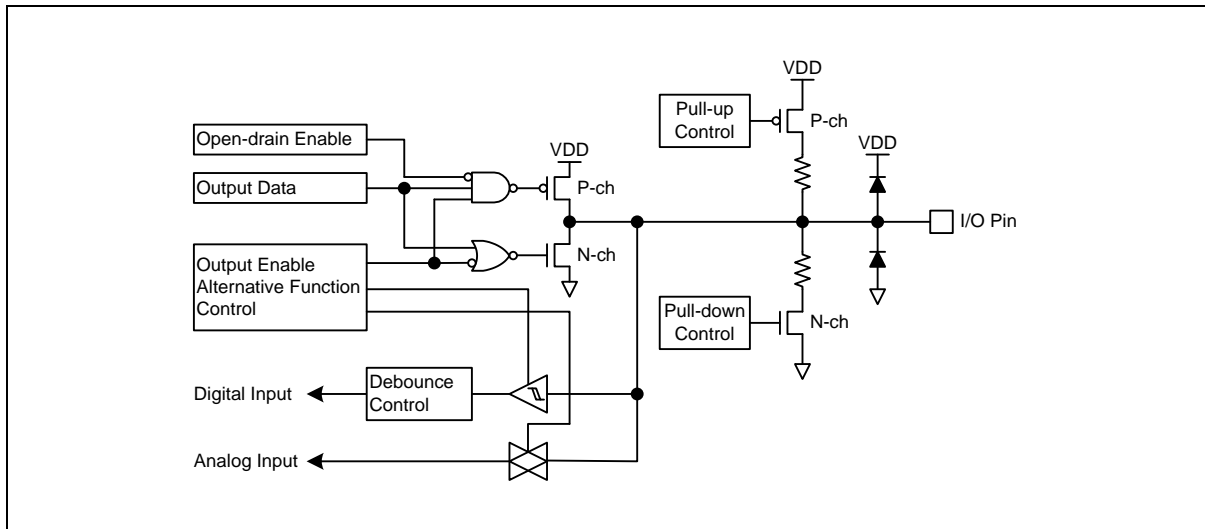 VDD
Pull-up
Control
P-ch
VDD
Open-drain Enable
VDD
Output Data
P-ch
I/O Pin
Output Enable
Alternative Function
Control
N-ch
Pull-down
Control
N-ch
Digital Input
Debounce
Control
Analog Input